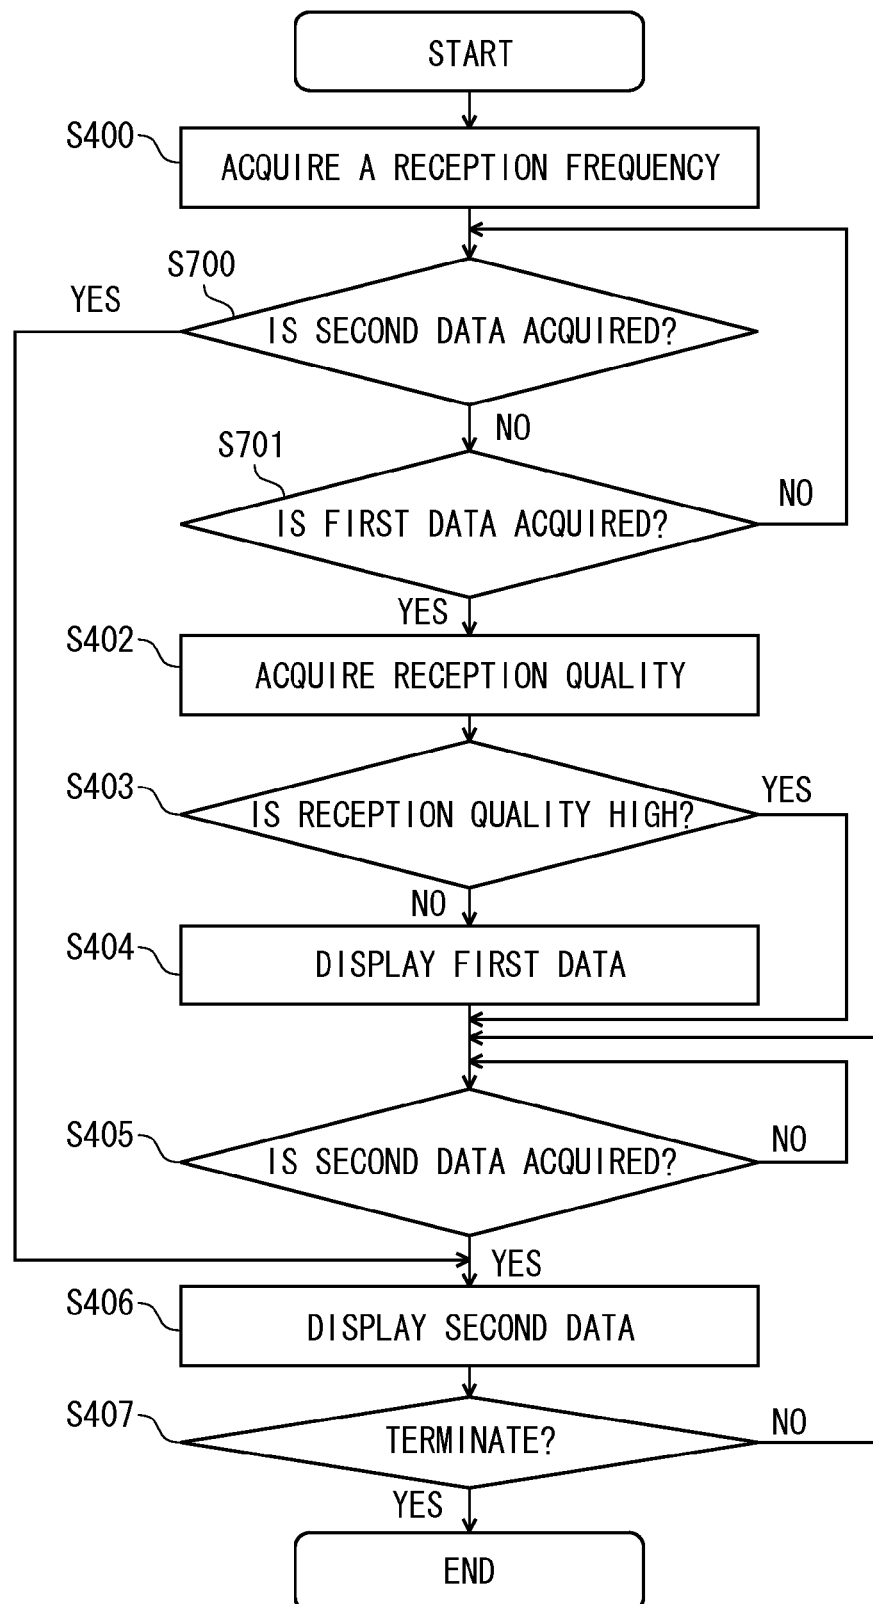 START
S400
ACQUIRE A RECEPTION FREQUENCY
S700
YES
IS SECOND DATA ACQUIRED?
NO
S701
NO
IS FIRST DATA ACQUIRED?
YES
S402
ACQUIRE RECEPTION QUALITY
S403
YES
IS RECEPTION QUALITY HIGH?
NO
S404
DISPLAY FIRST DATA
S405
NO
IS SECOND DATA ACQUIRED?
YES
S406
DISPLAY SECOND DATA
S407
NO
TERMINATE?
YES
END